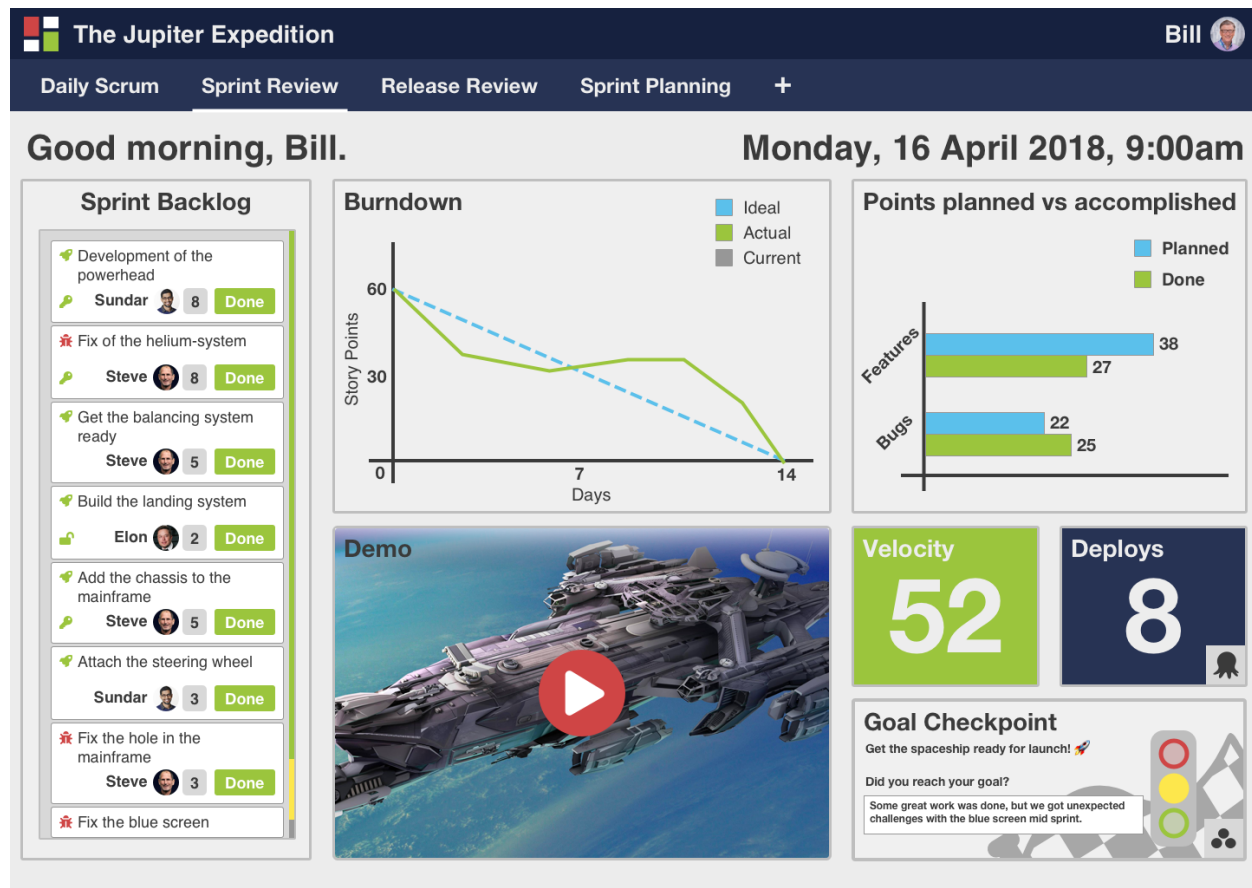 The Jupiter Expedition
Bill
Daily Scrum
Sprint Review
Release Review
Sprint Planning
+
Good morning, Bill.
Monday, 16 April 2018, 9:00am
Sprint Backlog
Development of the
powerhead
Sundar 8 Done
Fix of the helium-system
Steve 8 Done
Get the balancing system
ready
Steve 5 Done
Build the landing system
Elon 2 Done
Add the chassis to the
mainframe
Steve 5 Done
Attach the steering wheel
Sundar 3 Done
Fix the hole in the
mainframe
Steve 3 Done
Fix the blue screen
Burndown
Ideal
Actual
Current
60
30
Story Points
0
7
14
Days
Points planned vs accomplished
Planned
Done
Features
38
27
Bugs
22
25
Demo
Velocity
52
Deploys
8
Goal Checkpoint
Get the spaceship ready for launch! 🚀
Did you reach your goal?
Some great work was done, but we got unexpected
challenges with the blue screen mid sprint.